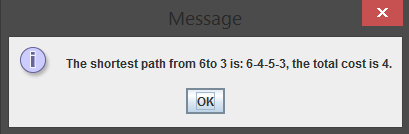 Message
The shortest path from 6to 3 is: 6-4-5-3, the total cost is 4.
OK